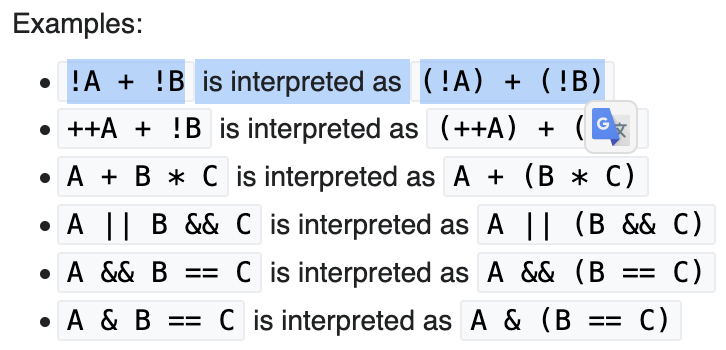 Examples:
• !A + !B is interpreted as (!A) + (!B)
• ++A + !B is interpreted as (++A) + (
• A + B * C is interpreted as A + (B * C)
• A || B && C is interpreted as A || (B && C)
• A && B == C is interpreted as A && (B == C)
• A & B == C is interpreted as A & (B == C)